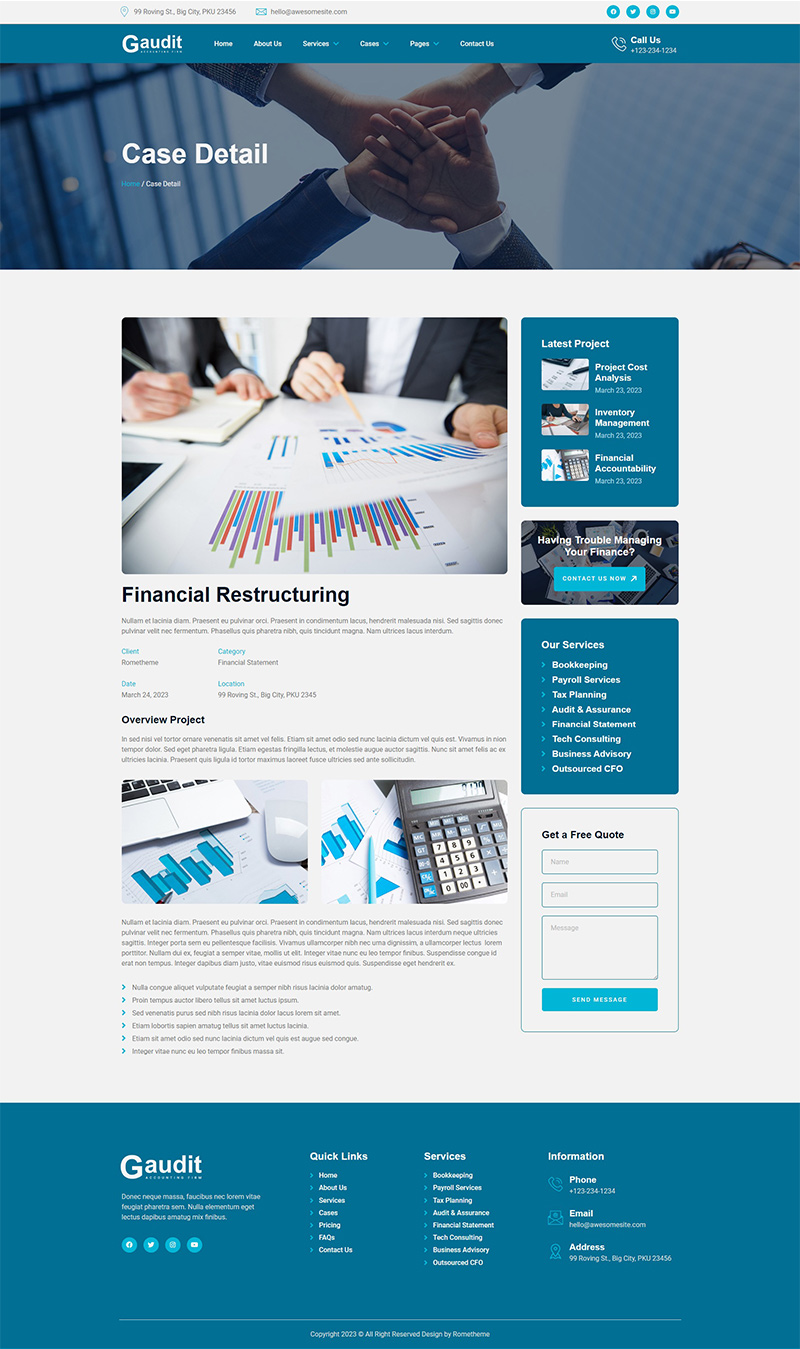 99 Roving St., Big City, PKU 23456
hello@awesomesite.com
Gaudit
ACCOUNTING FIRM
Home
About Us
Services
Cases
Pages
Contact Us
Call Us
+123-234-1234
Case Detail
Home / Case Detail
Financial Restructuring
Nullam et lacinia diam. Praesent eu pulvinar orci. Praesent in condimentum lacus, hendrerit malesuada nisi. Sed sagittis donec
pulvinar velit nec fermentum. Phasellus quis pharetra nibh, quis tincidunt magna. Nam ultrices lacus interdum.
Client
Rometheme
Category
Financial Statement
Date
March 24, 2023
Location
99 Roving St., Big City, PKU 2345
Overview Project
In sed nisi vel tortor ornare venenatis sit amet vel felis. Etiam sit amet odio sed nunc lacinia dictum vel quis est. Vivamus in nion
tempor dolor. Sed eget pharetra ligula. Etiam egestas fringilla lectus, et molestie augue auctor sagittis. Nunc sit amet felis ac ex
ultricies lacinia. Praesent quis ligula id tortor maximus laoreet fusce ultricies sed ante sollicitudin.
Nullam et lacinia diam. Praesent eu pulvinar orci. Praesent in condimentum lacus, hendrerit malesuada nisi. Sed sagittis donec
pulvinar velit nec fermentum. Phasellus quis pharetra nibh, quis tincidunt magna. Nam ultrices lacus interdum neque ultricies
sagittis. Integer porta sem eu pellentesque facilisis. Vivamus ullamcorper nibh nec urna dignissim, a ullamcorper lectus lorem
porttitor. Nullam dui ex, feugiat a semper vitae, mollis ut elit. Integer vitae nunc eu leo tempor finibus. Suspendisse congue id
erat non tempus. Integer dapibus diam justo, vitae euismod risus euismod quis. Suspendisse eget hendrerit ex.
Nulla congue aliquet vulputate feugiat a semper nibh risus lacinia dolor amatug.
Proin tempus auctor libero tellus sit amet luctus ipsum.
Sed venenatis purus sed nibh risus lacinia dolor lacus lorem sit amet.
Etiam lobortis sapien amatug tellus sit amet luctus lacinia.
Etiam sit amet odio sed nunc lacinia dictum vel quis est augue sed congue.
Integer vitae nunc eu leo tempor finibus massa sit.
Latest Project
Project Cost
Analysis
March 23, 2023
Inventory
Management
March 23, 2023
Financial
Accountability
March 23, 2023
Having Trouble Managing
Your Finance?
CONTACT US NOW
Our Services
Bookkeeping
Payroll Services
Tax Planning
Audit & Assurance
Financial Statement
Tech Consulting
Business Advisory
Outsourced CFO
Get a Free Quote
Name
Email
Message
SEND MESSAGE
Gaudit
ACCOUNTING FIRM
Donec neque massa, faucibus nec lorem vitae
feugiat pharetra sem. Nulla elementum eget
lectus dapibus amatug mix finibus.
Quick Links
Home
About Us
Services
Cases
Pricing
FAQs
Contact Us
Services
Bookkeeping
Payroll Services
Tax Planning
Audit & Assurance
Financial Statement
Tech Consulting
Business Advisory
Outsourced CFO
Information
Phone
+123-234-1234
Email
hello@awesomesite.com
Address
99 Roving St., Big City, PKU 23456
Copyright 2023 © All Right Reserved Design by Rometheme